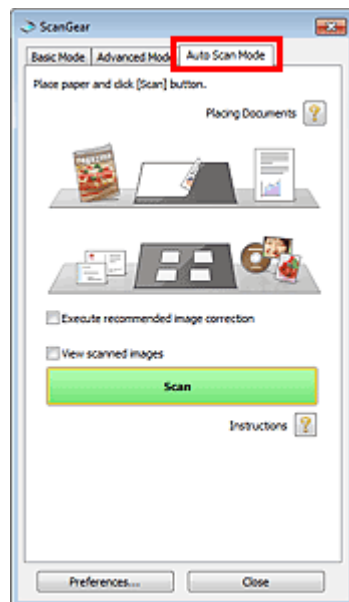 ScanGear
Basic Mode Advanced Mode Auto Scan Mode
Place paper and click [Scan] button.
Placing Documents
Execute recommended image correction
View scanned images
Scan
Instructions
Preferences... Close